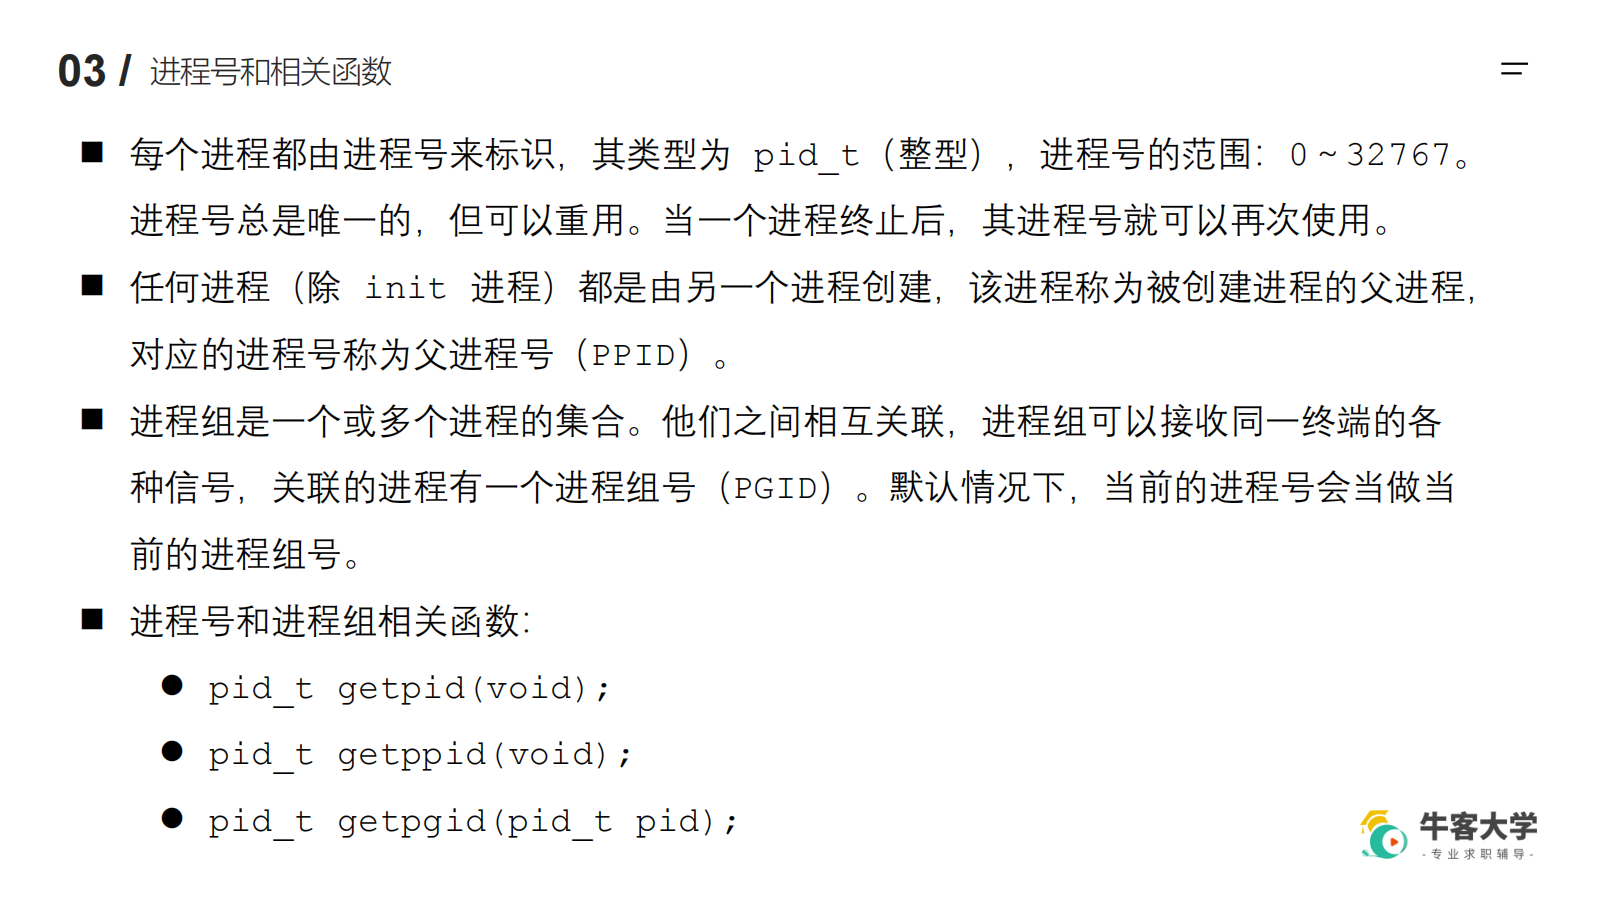 03 / 进程号和相关函数
■ 每个进程都由进程号来标识，其类型为 pid_t（整型），进程号的范围：0～32767。
进程号总是唯一的，但可以重用。当一个进程终止后，其进程号就可以再次使用。
■ 任何进程（除 init 进程）都是由另一个进程创建，该进程称为被创建进程的父进程，
对应的进程号称为父进程号（PPID）。
■ 进程组是一个或多个进程的集合。他们之间相互关联，进程组可以接收同一终端的各
种信号，关联的进程有一个进程组号（PGID）。默认情况下，当前的进程号会当做当
前的进程组号。
■ 进程号和进程组相关函数：
● pid_t getpid(void);
● pid_t getppid(void);
● pid_t getpgid(pid_t pid);
牛客大学
-专业求职辅导-